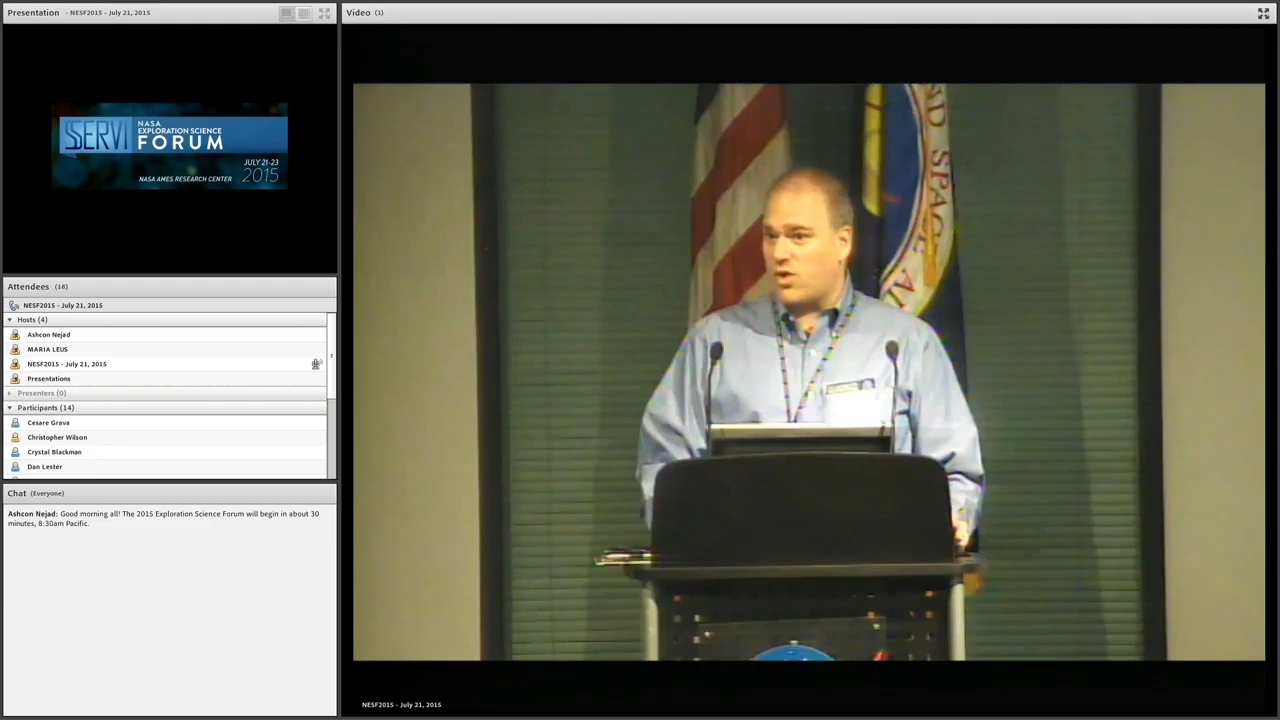 Presentation - NESF2015 - July 21, 2015
SSERVI
NASA
EXPLORATION SCIENCE
FORUM
JULY 21-23
2015
NASA AMES RESEARCH CENTER
Attendees (18)
NESF2015 - July 21, 2015
Hosts (4)
Ashcon Nejad
MARIA LEUS
NESF2015 - July 21, 2015
Presentations
Presenters (0)
Participants (14)
Cesare Grava
Christopher Wilson
Crystal Blackman
Dan Lester
Chat (Everyone)
Ashcon Nejad: Good morning all! The 2015 Exploration Science Forum will begin in about 30
minutes, 8:30am Pacific.
Video (1)
SPACE
NESF2015 - July 21, 2015